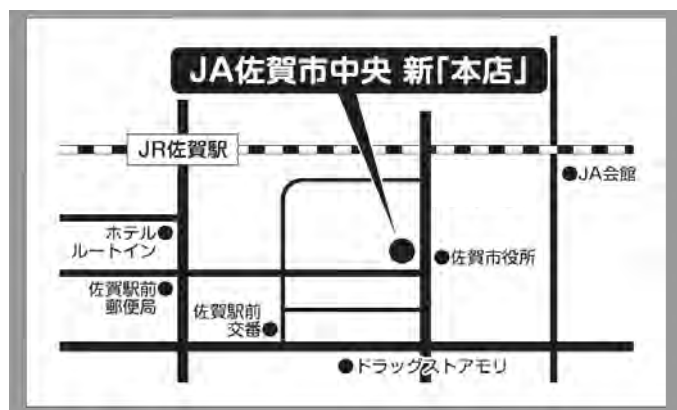 JA佐賀市中央 新「本店」
JR佐賀駅
JA会館
ホテル
ルートイン
佐賀市役所
佐賀駅前
郵便局
佐賀駅前
交番
ドラッグストアモリ